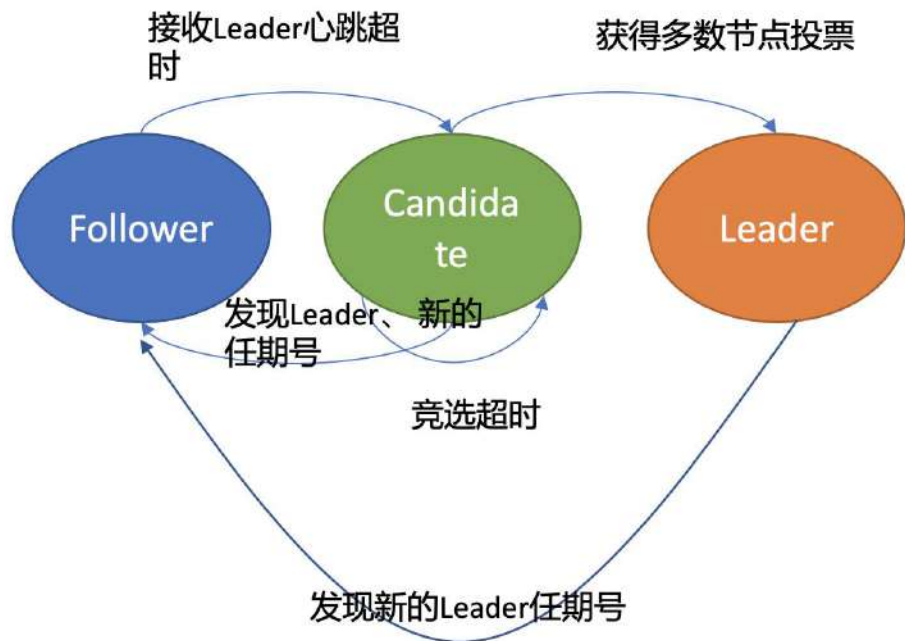 接收Leader心跳超
时
获得多数节点投票
Follower
Candida
te
Leader
发现Leader、 新的
任期号
竞选超时
发现新的Leader任期号